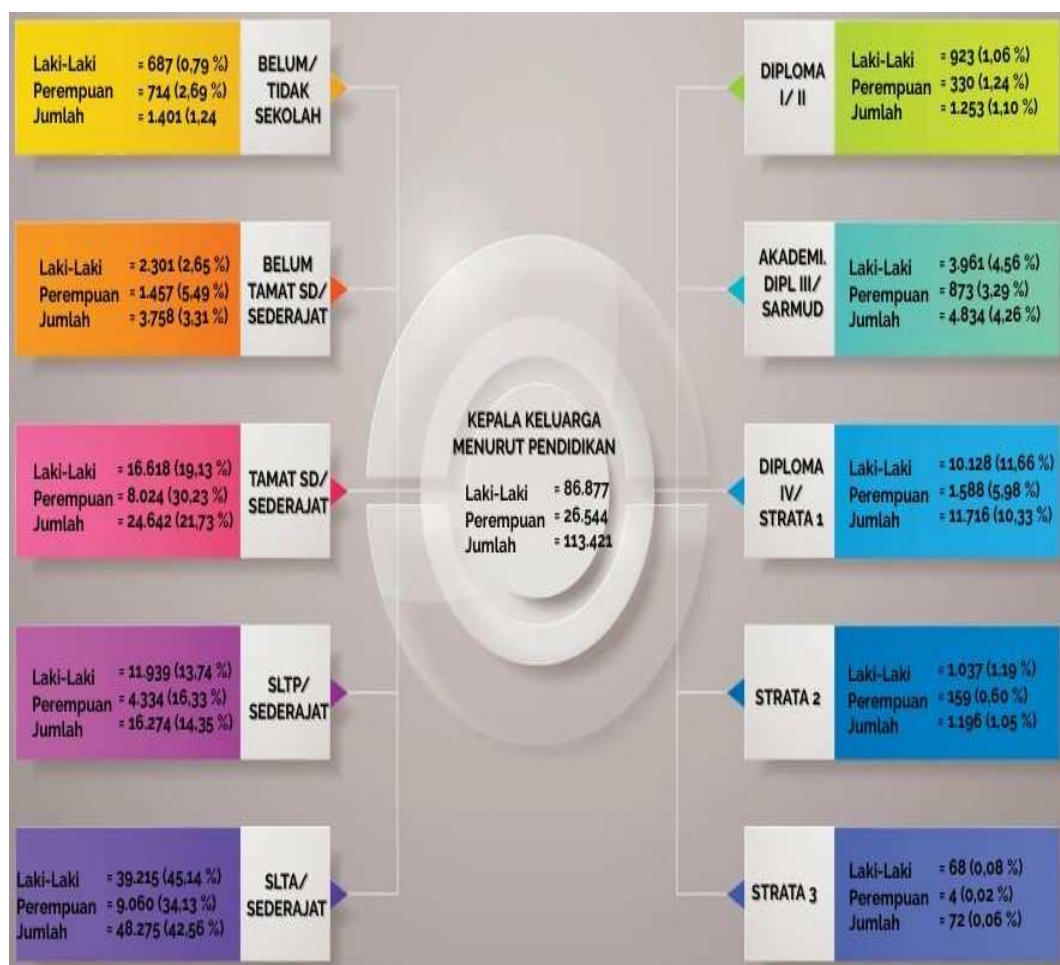 Laki-Laki = 687 (0,79 %)
Perempuan = 714 (2,69 %)
Jumlah = 1.401 (1,24
BELUM/
TIDAK
SEKOLAH
Laki-Laki = 2.301 (2,65 %)
Perempuan = 1.457 (5,49 %)
Jumlah = 3.758 (3,31 %)
BELUM
TAMAT SD/
SEDERAJAT
Laki-Laki = 16.618 (19,13 %)
Perempuan = 8.024 (30,23 %)
Jumlah = 24.642 (21,73 %)
TAMAT SD/
SEDERAJAT
Laki-Laki = 11.939 (13,74 %)
Perempuan = 4.334 (16,33 %)
Jumlah = 16.274 (14,35 %)
SLTP/
SEDERAJAT
Laki-Laki = 39.215 (45,14 %)
Perempuan = 9.060 (34,13 %)
Jumlah = 48.275 (42,56 %)
SLTA/
SEDERAJAT
KEPALA KELUARGA
MENURUT PENDIDIKAN
Laki-Laki = 86.877
Perempuan = 26.544
Jumlah = 113.421
DIPLOMA
I/ II
Laki-Laki = 923 (1,06 %)
Perempuan = 330 (1,24 %)
Jumlah = 1.253 (1,10 %)
AKADEMI.
DIPL III/
SARMUD
Laki-Laki = 3.961 (4,56 %)
Perempuan = 873 (3,29 %)
Jumlah = 4.834 (4,26 %)
DIPLOMA
IV/
STRATA 1
Laki-Laki = 10.128 (11,66 %)
Perempuan = 1.588 (5,98 %)
Jumlah = 11.716 (10,33 %)
STRATA 2
Laki-Laki = 1.037 (1,19 %)
Perempuan = 159 (0,60 %)
Jumlah = 1.196 (1,05 %)
STRATA 3
Laki-Laki = 68 (0,08 %)
Perempuan = 4 (0,02 %)
Jumlah = 72 (0,06 %)